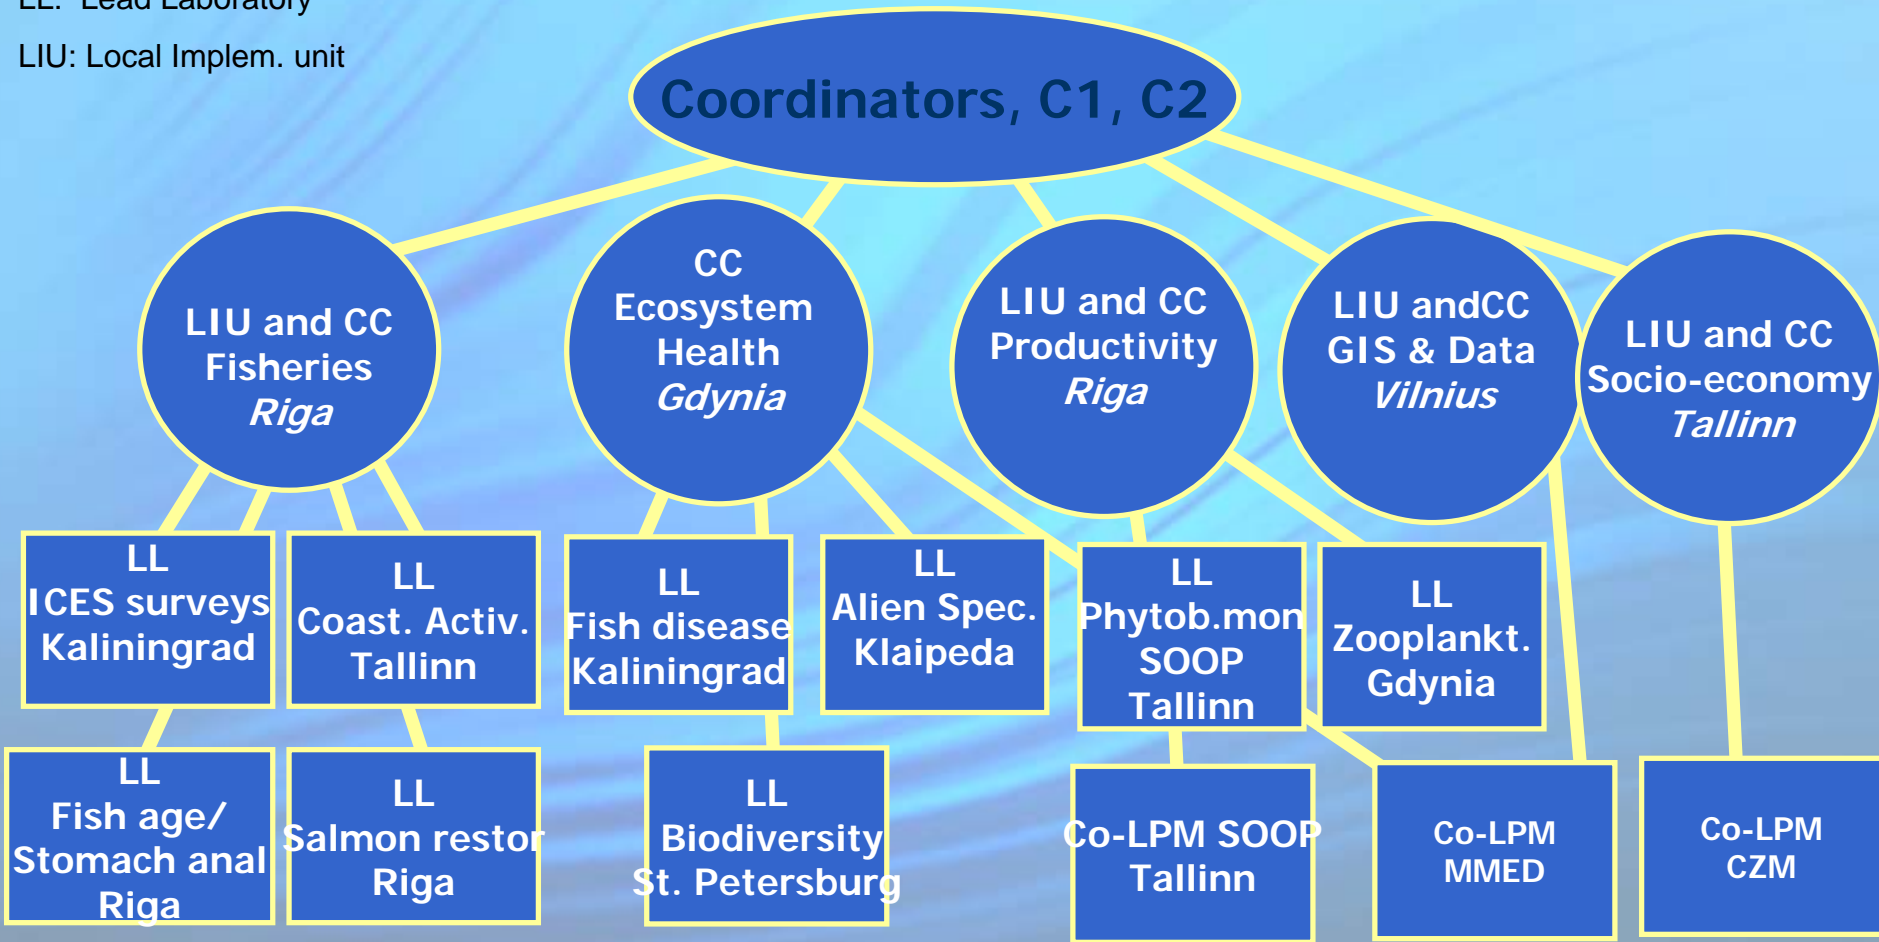 LL: Lead Laboratory
LIU: Local Implem. unit
Coordinators, C1, C2
LIU and CC
Fisheries
Riga
CC
Ecosystem
Health
Gdynia
LIU and CC
Productivity
Riga
LIU andCC
GIS & Data
Vilnius
LIU and CC
Socio-economy
Tallinn
LL
ICES surveys
Kaliningrad
LL
Coast. Activ.
Tallinn
LL
Fish disease
Kaliningrad
LL
Alien Spec.
Klaipeda
LL
Phytob.mon
SOOP
Tallinn
LL
Zooplankt.
Gdynia
LL
Fish age/
Stomach anal
Riga
LL
Salmon restor
Riga
LL
Biodiversity
St. Petersburg
Co-LPM SOOP
Tallinn
Co-LPM
MMED
Co-LPM
CZM